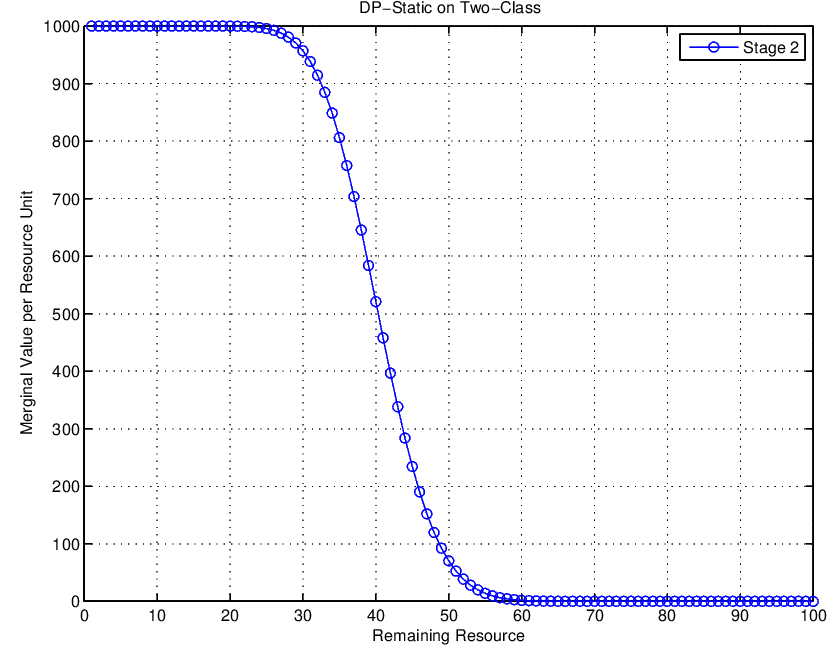 DP−Static on Two−Class
Stage 2
Merginal Value per Resource Unit
1000
900
800
700
600
500
400
300
200
100
0
0 10 20 30 40 50 60 70 80 90 100
Remaining Resource